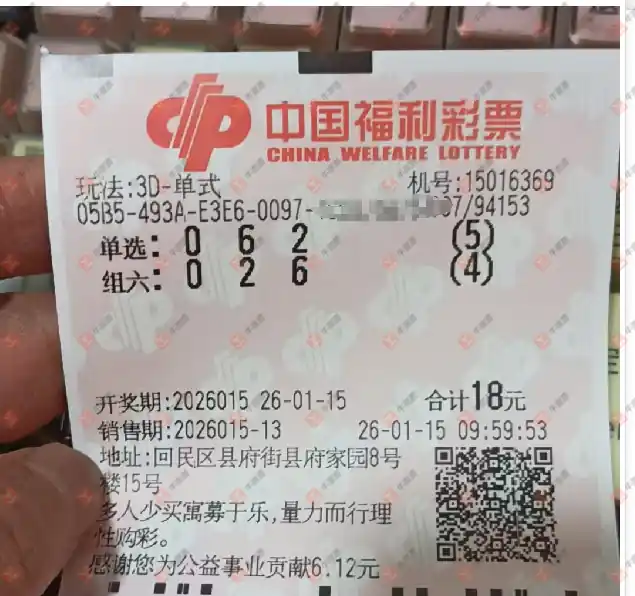 中国福利彩票
CHINA WELFARE LOTTERY
玩法:3D-单式 机号:15016369
05B5-493A-E3E6-0097- 07/94153
单选: 0 6 2 (5)
组六: 0 2 6 (4)
开奖期:2026015 26-01-15 合计18元
销售期:2026015-13 26-01-15 09:59:53
地址:回民区县府街县府家园8号
楼15号
多人少买寓募于乐,量力而行理
性购彩。
感谢您为公益事业贡献6.12元